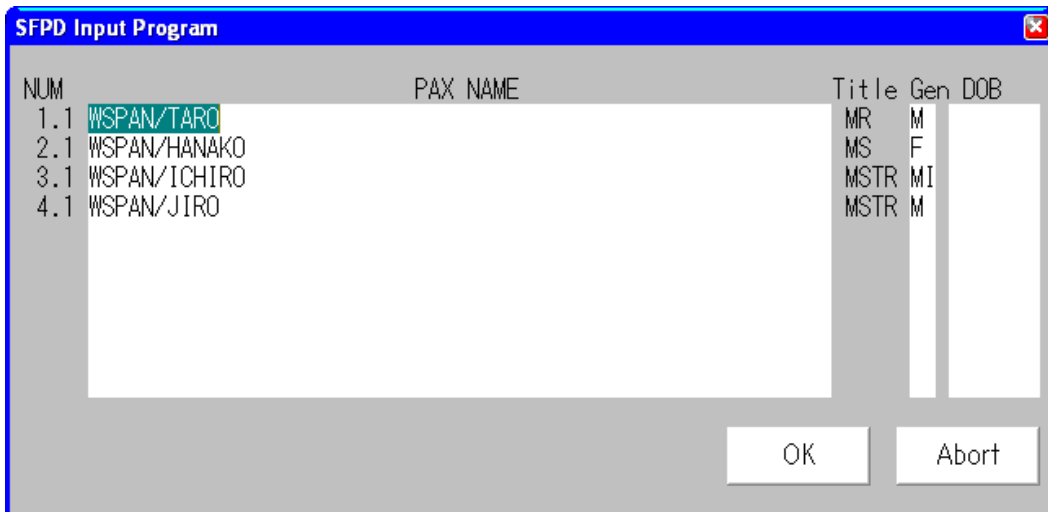 SFPD Input Program
NUM PAX NAME Title Gen DOB
1.1 WSPAN/TARO MR M
2.1 WSPAN/HANAKO MS F
3.1 WSPAN/ICHIRO MSTR MI
4.1 WSPAN/JIRO MSTR M
OK Abort